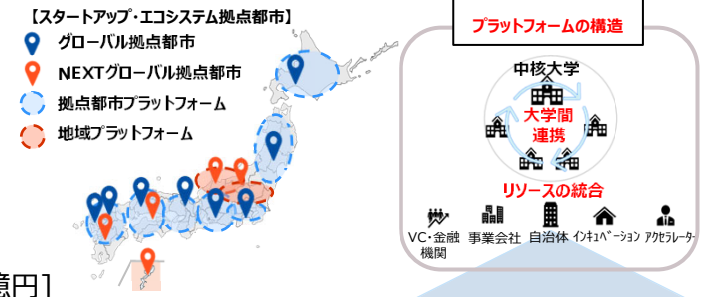 【スタートアップ・エコシステム拠点都市】
グローバル拠点都市
NEXTグローバル拠点都市
拠点都市プラットフォーム
地域プラットフォーム
プラットフォームの構造
中核大学
大学間
連携
リソースの統合
VC・金融
機関
事業会社
自治体
インキュベーション
アクセラレーター
億円]